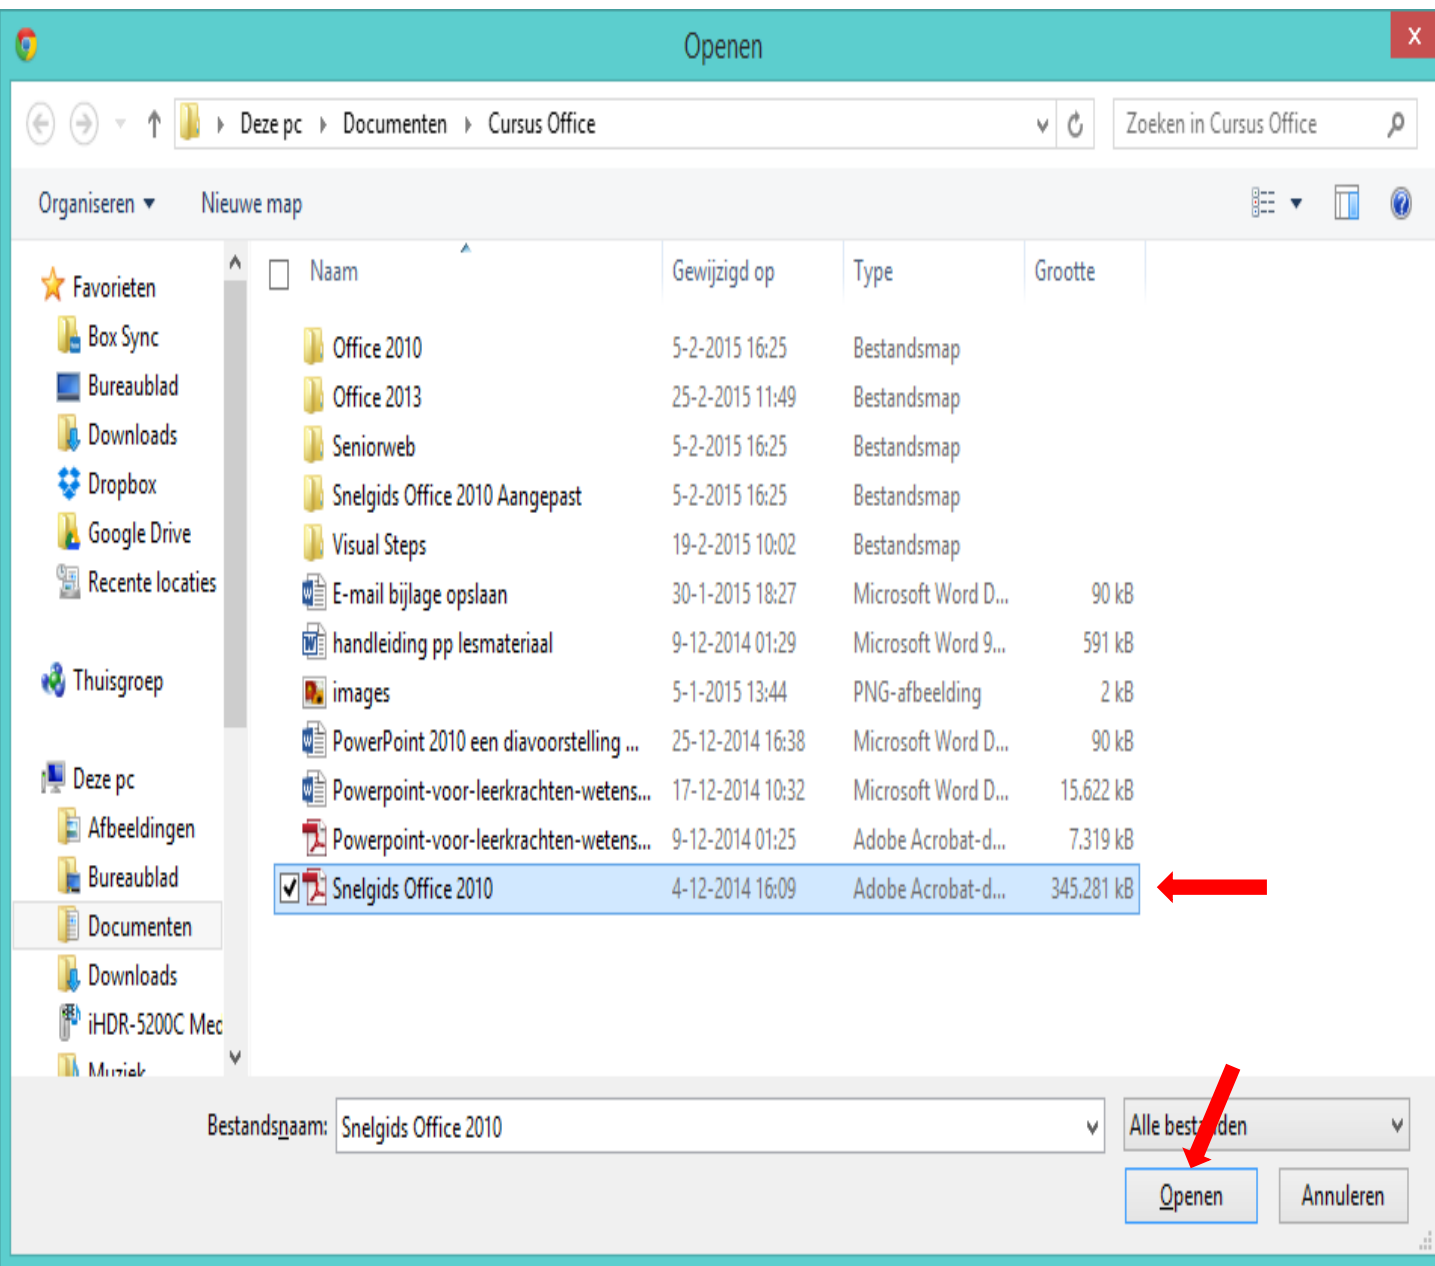 Openen
x
Deze pc Documenten Cursus Office
Zoeken in Cursus Office
Organiseren
Nieuwe map
Favorieten
Box Sync
Bureaublad
Downloads
Dropbox
Google Drive
Recente locaties
Thuisgroep
Deze pc
Afbeeldingen
Bureaublad
Documenten
Downloads
iHDR-5200C Med
Muziek
Naam Gewijzigd op Type Grootte
Office 2010 5-2-2015 16:25 Bestandsmap
Office 2013 25-2-2015 11:49 Bestandsmap
Seniorweb 5-2-2015 16:25 Bestandsmap
Snelgids Office 2010 Aangepast 5-2-2015 16:25 Bestandsmap
Visual Steps 19-2-2015 10:02 Bestandsmap
E-mail bijlage opslaan 30-1-2015 18:27 Microsoft Word D... 90 kB
handleiding pp lesmateriaal 9-12-2014 01:29 Microsoft Word 9... 591 kB
images 5-1-2015 13:44 PNG-afbeelding 2 kB
PowerPoint 2010 een diavoorstelling ... 25-12-2014 16:38 Microsoft Word D... 90 kB
Powerpoint-voor-leerkrachten-wetens... 17-12-2014 10:32 Microsoft Word D... 15.622 kB
Powerpoint-voor-leerkrachten-wetens... 9-12-2014 01:25 Adobe Acrobat-d... 7.319 kB
Snelgids Office 2010 4-12-2014 16:09 Adobe Acrobat-d... 345.281 kB
Bestandsnaam: Snelgids Office 2010
Alle bestanden
Openen
Annuleren